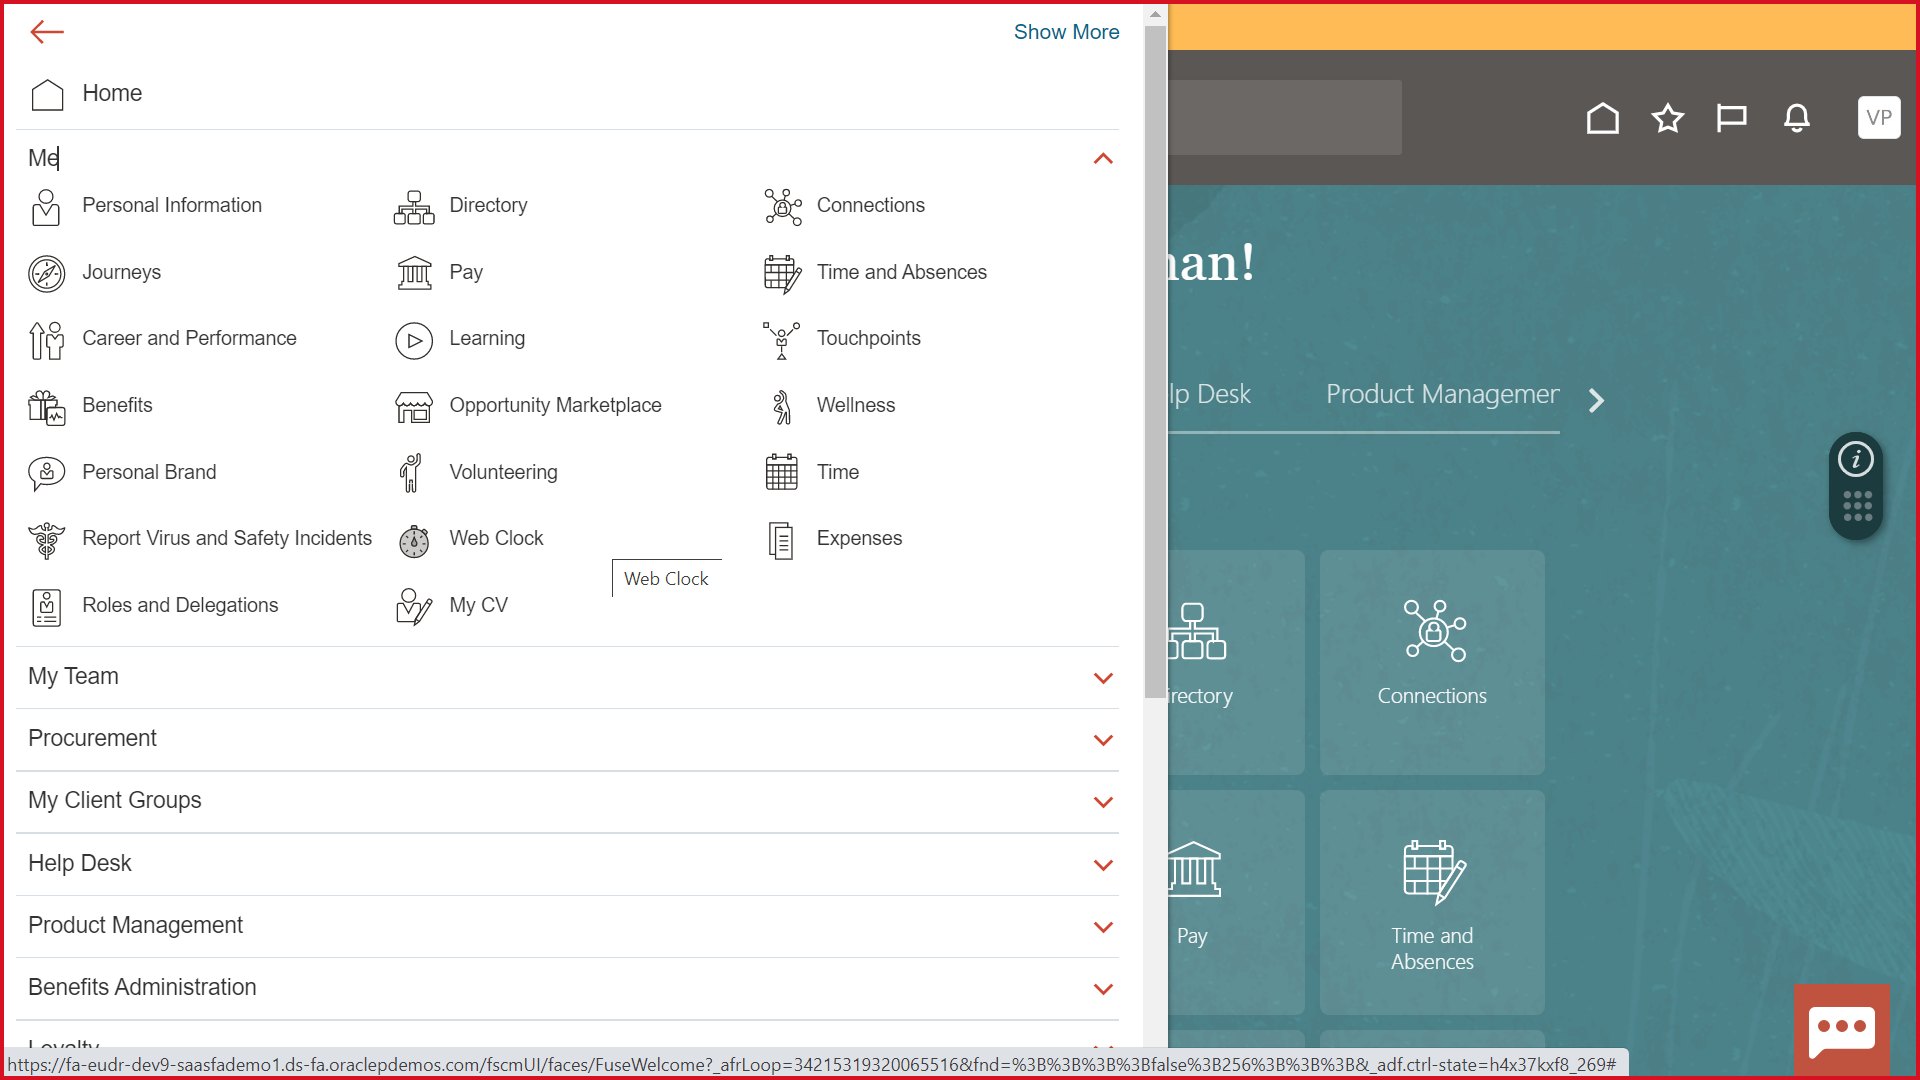 Show More
Home
Me
Personal Information
Directory
Connections
Journeys
Pay
Time and Absences
Career and Performance
Learning
Touchpoints
Benefits
Opportunity Marketplace
Wellness
Personal Brand
Volunteering
Time
Report Virus and Safety Incidents
Web Clock
Expenses
Web Clock
Roles and Delegations
My CV
My Team
Procurement
My Client Groups
Help Desk
Product Management
Benefits Administration
Loyalty
https://fa-eudr-dev9-saasfademo1.ds-fa.oraclepdemos.com/fscmUI/faces/FuseWelcome?_afrLoop=34215319320065516&fnd=%3B%3B%3B%3Bfalse%3B256%3B%3B%3B&_adf.ctrl-state=h4x37kxf8_269#
VP
nan!
lp Desk
Product Managemen
irectory
Connections
Pay
Time and
Absences